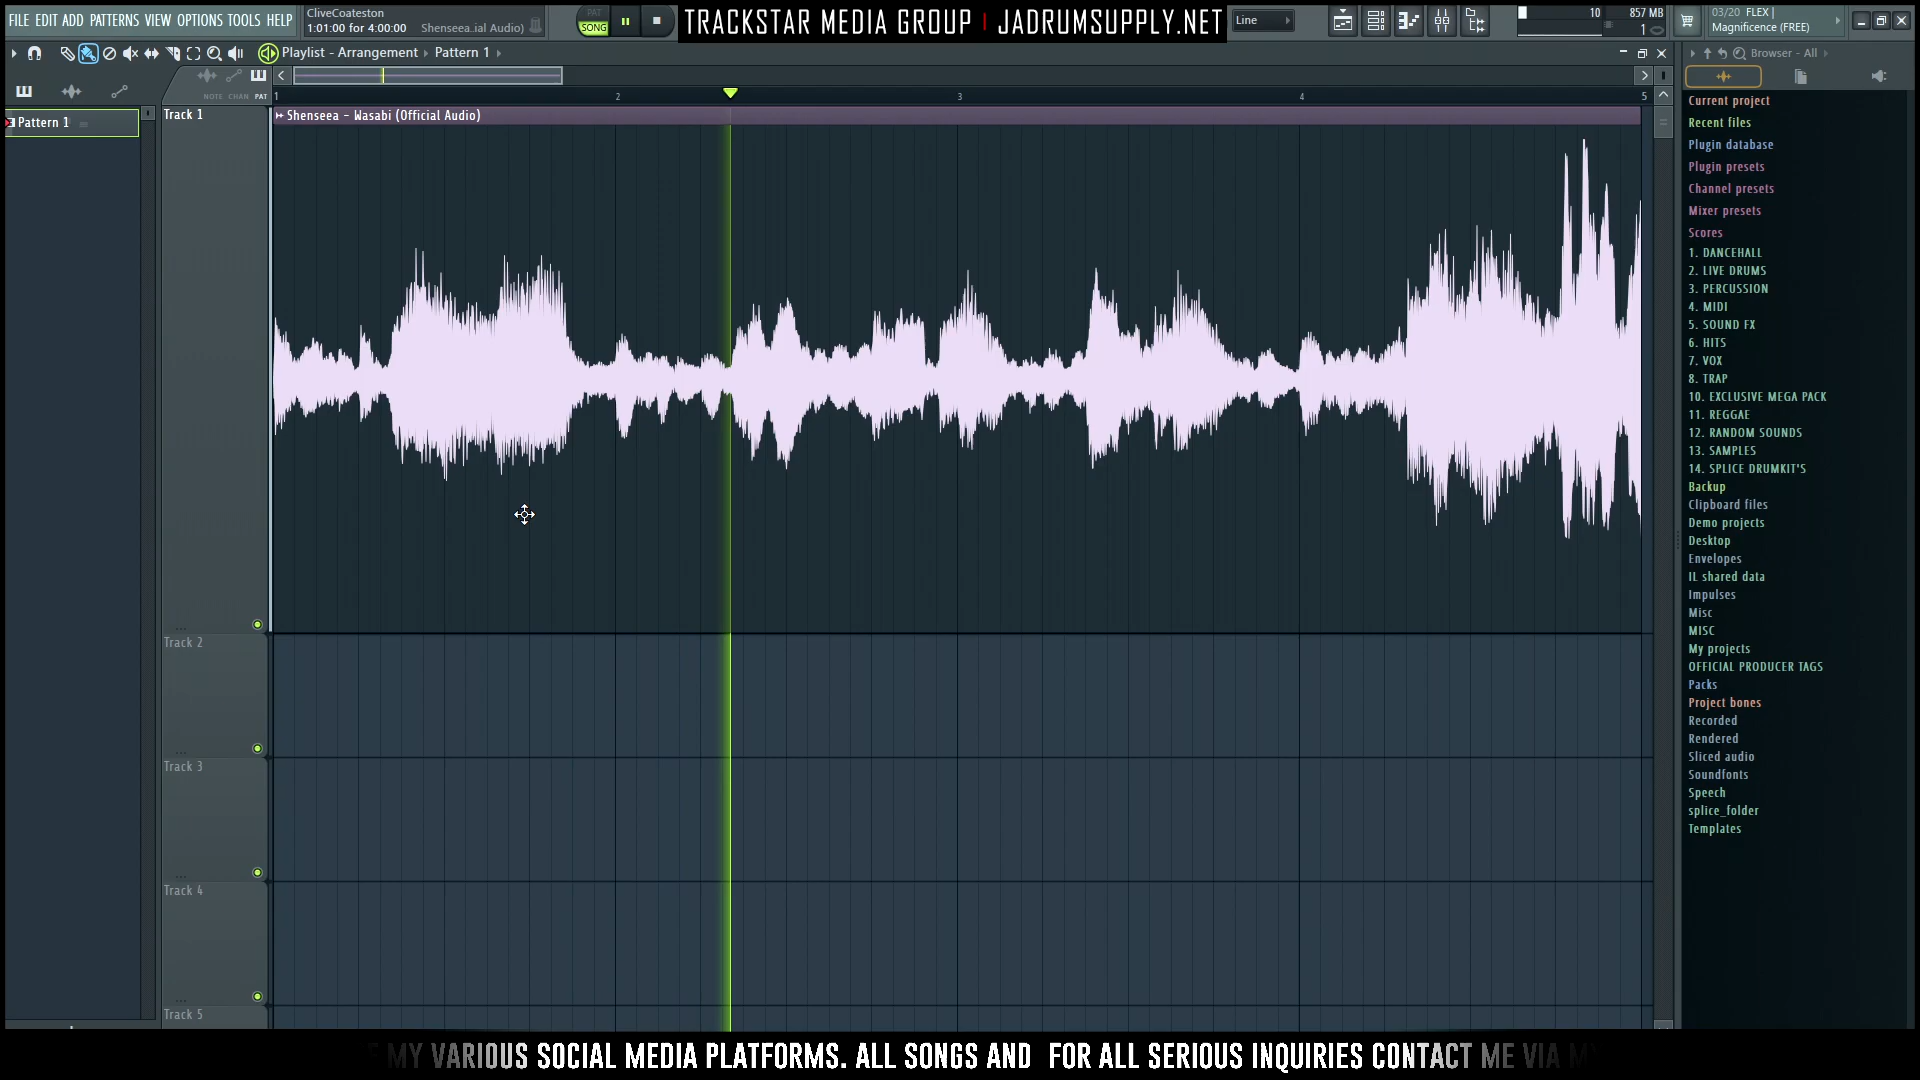 FILE EDIT ADD PATTERNS VIEW OPTIONS TOOLS HELP
CliveCoateston
1:01:00 for 4:00:00
Shenseea..ial Audio)
PAT
SONG
TRACKSTAR MEDIA GROUP | JADRUMSUPPLY.NET
Line
10
857 MB
1
03/20 FLEX |
Magnificence (FREE)
Playlist - Arrangement › Pattern 1 ›
Browser - All
NOTE CHAN PAT
1 2 3 4 5
Pattern 1
Track 1
Shenseea - Wasabi (Official Audio)
Track 2
Track 3
Track 4
Track 5
Current project
Recent files
Plugin database
Plugin presets
Channel presets
Mixer presets
Scores
1. DANCEHALL
2. LIVE DRUMS
3. PERCUSSION
4. MIDI
5. SOUND FX
6. HITS
7. VOX
8. TRAP
10. EXCLUSIVE MEGA PACK
11. REGGAE
12. RANDOM SOUNDS
13. SAMPLES
14. SPLICE DRUMKIT'S
Backup
Clipboard files
Demo projects
Desktop
Envelopes
IL shared data
Impulses
Misc
MISC
My projects
OFFICIAL PRODUCER TAGS
Packs
Project bones
Recorded
Rendered
Sliced audio
Soundfonts
Speech
splice_folder
Templates
MY VARIOUS SOCIAL MEDIA PLATFORMS. ALL SONGS AND FOR ALL SERIOUS INQUIRIES CONTACT ME VIA